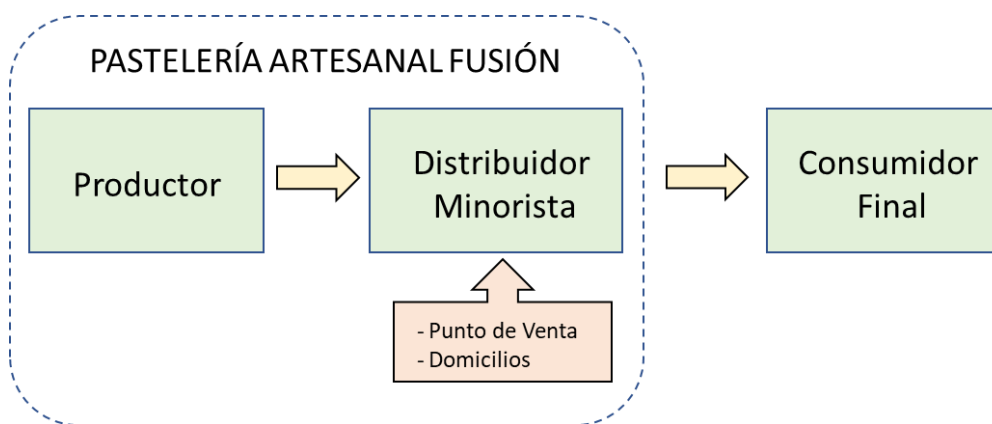 PASTELERÍA ARTESANAL FUSIÓN
Productor
Distribuidor
Minorista
Consumidor
Final
- Punto de Venta
- Domicilios